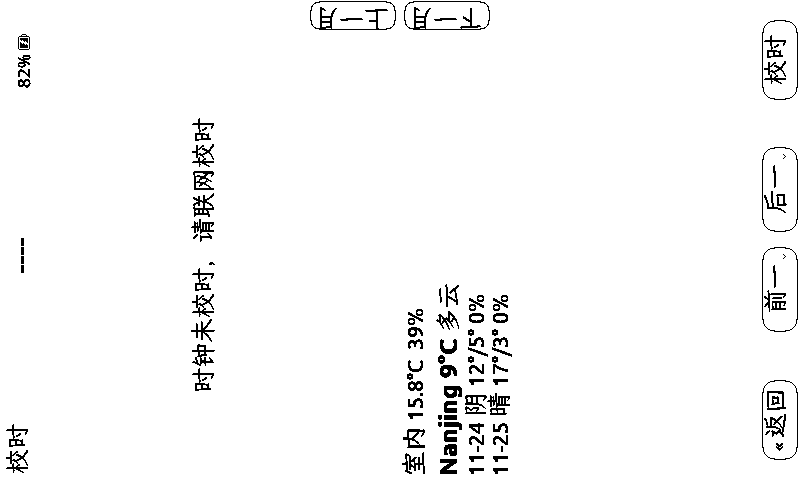 校时 ---- 82%
时钟未校时，请联网校时
上一页
下一页
室内 15.8°C 39%
Nanjing 9°C 多云
11-24 阴 12°/5° 0%
11-25 晴 17°/3° 0%
«返回 前一 后一 校时